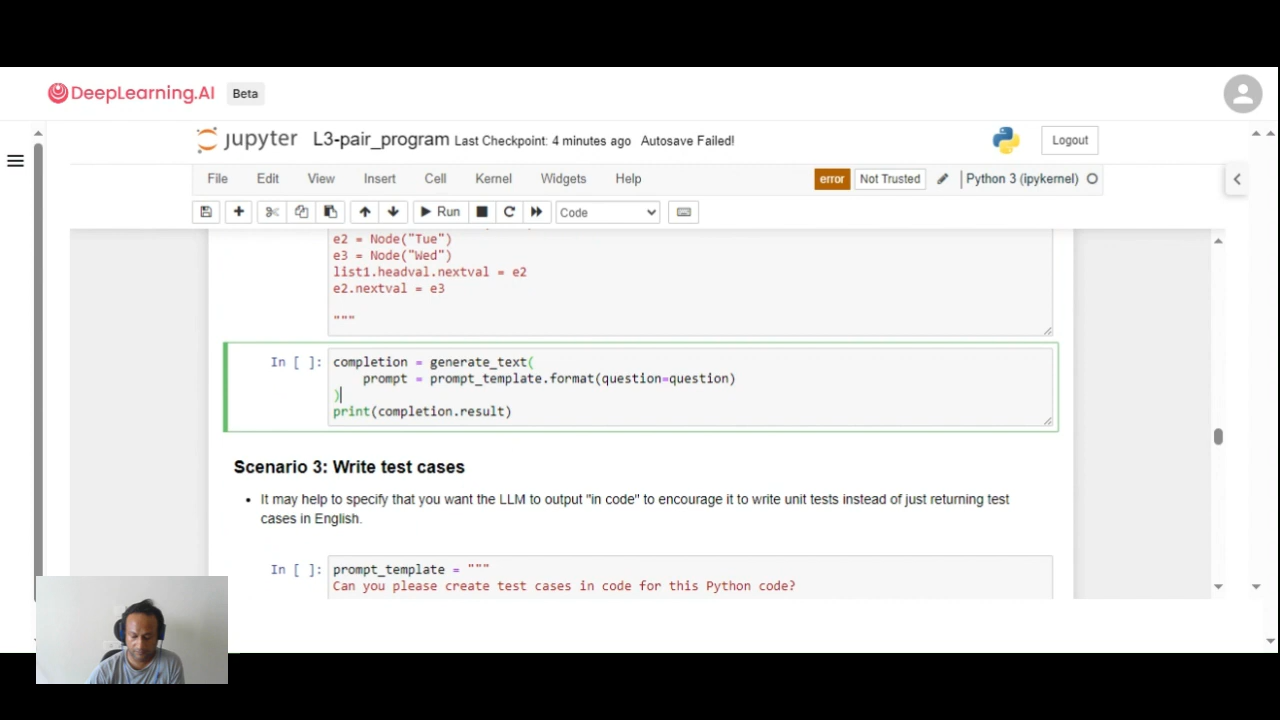 DeepLearning.AI Beta
jupyter L3-pair_program Last Checkpoint: 4 minutes ago Autosave Failed! Logout
File Edit View Insert Cell Kernel Widgets Help error Not Trusted Python 3 (ipykernel)
Run Code
e2 = Node("Tue")
e3 = Node("Wed")
list1.headval.nextval = e2
e2.nextval = e3
"""
In [ ]: completion = generate_text(
prompt = prompt_template.format(question=question)
)
print(completion.result)
Scenario 3: Write test cases
• It may help to specify that you want the LLM to output "in code" to encourage it to write unit tests instead of just returning test
cases in English.
In [ ]: prompt_template = """
Can you please create test cases in code for this Python code?